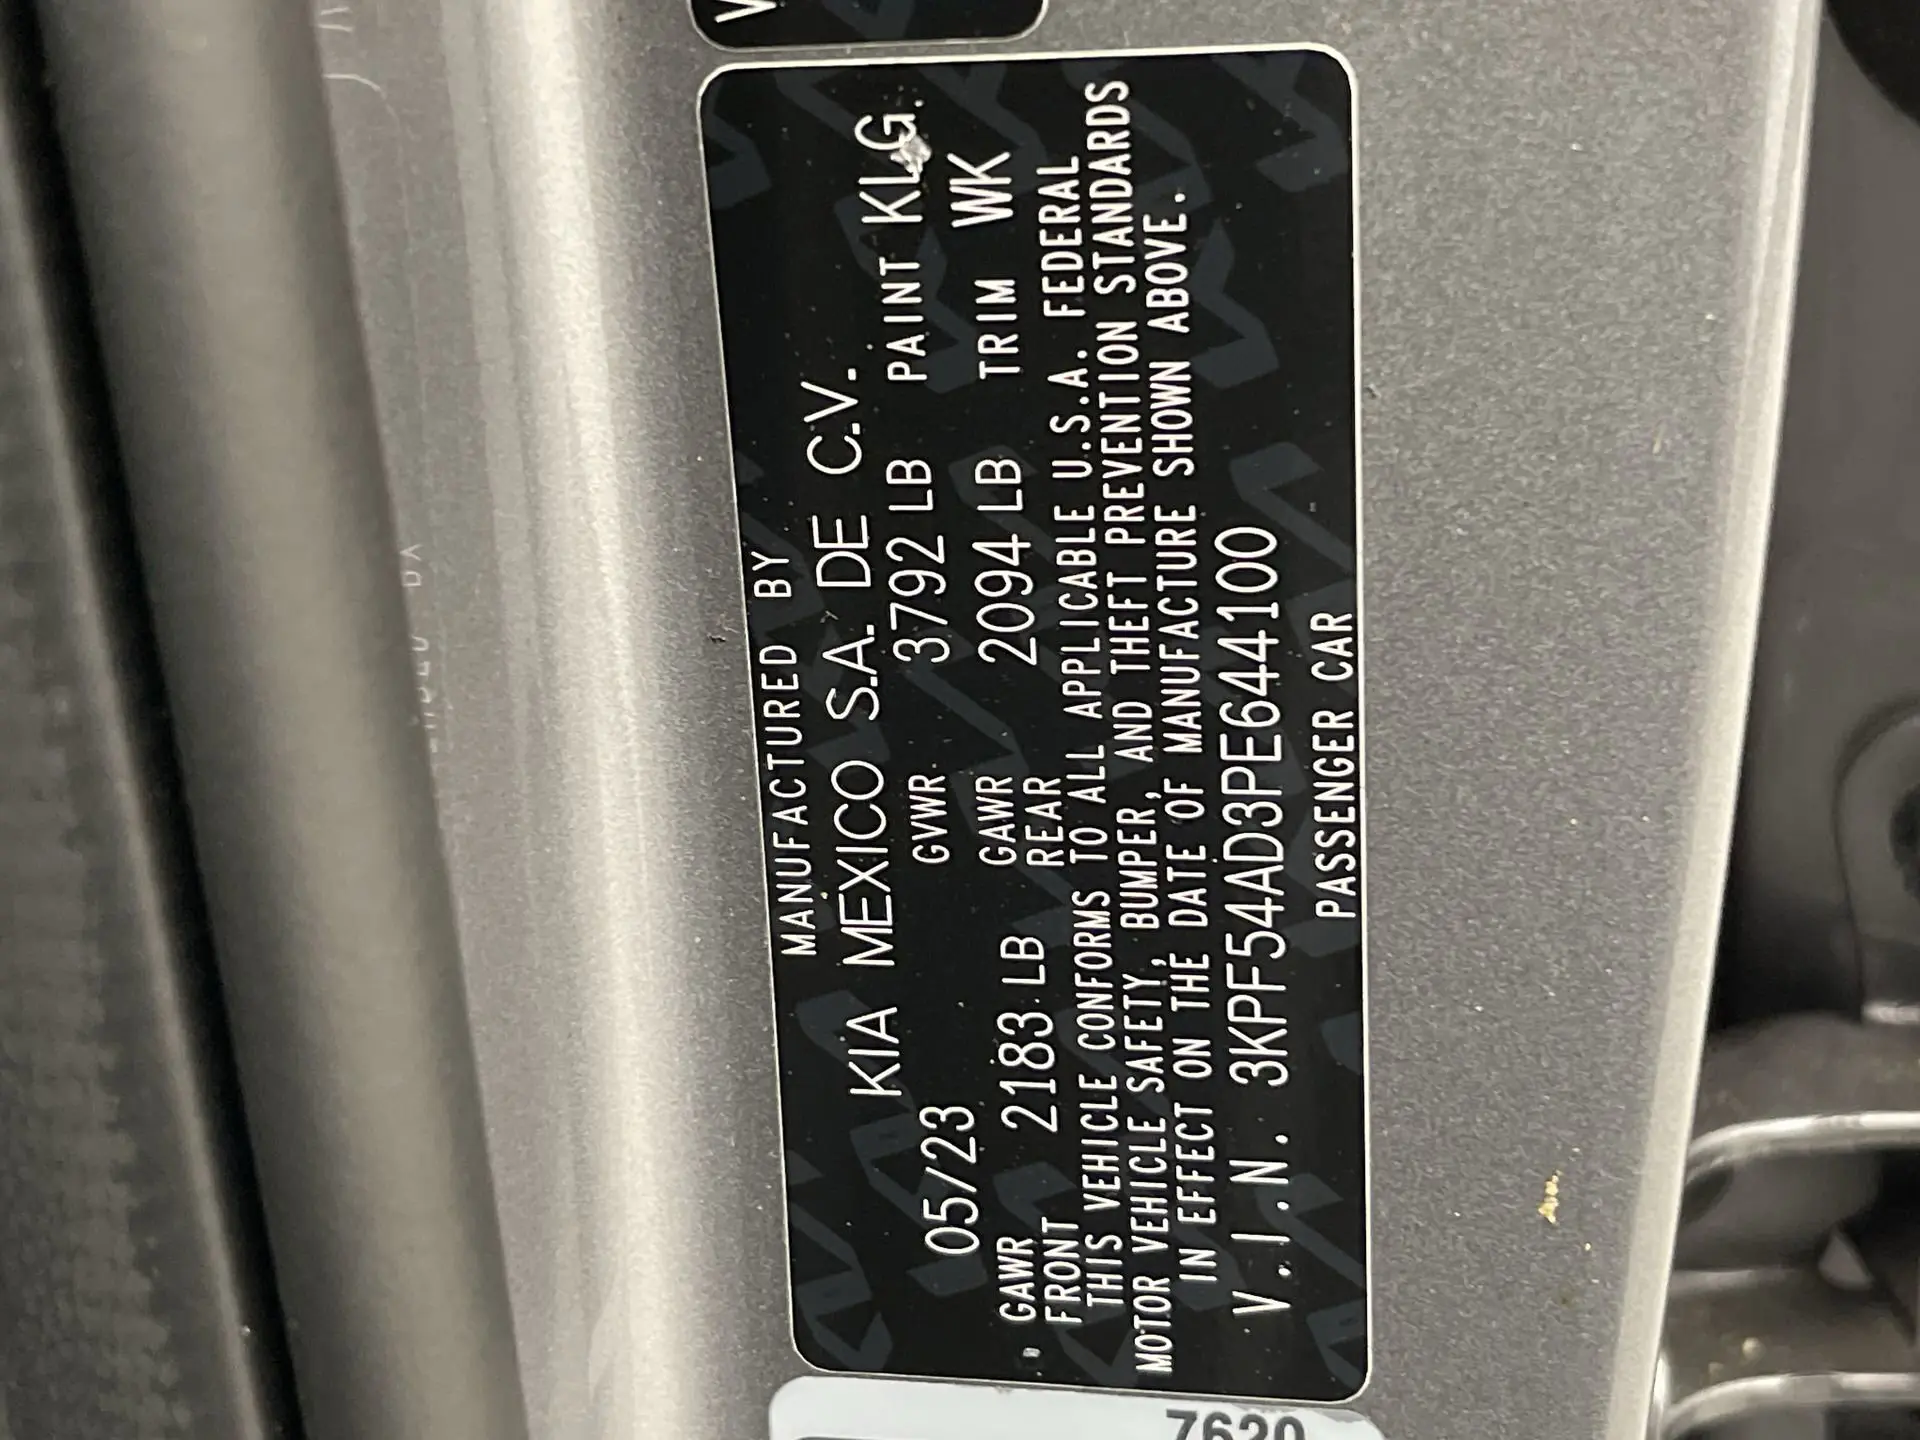 MANUFACTURED BY
KIA MEXICO S.A. DE C.V.
05/23 GVWR 3792 LB PAINT KLG
GAWR FRONT 2183 LB GAWR REAR 2094 LB TRIM WK
THIS VEHICLE CONFORMS TO ALL APPLICABLE U.S.A. FEDERAL
MOTOR VEHICLE SAFETY, BUMPER, AND THEFT PREVENTION STANDARDS
IN EFFECT ON THE DATE OF MANUFACTURE SHOWN ABOVE.
V.I.N. 3KPF54AD3PE644100
PASSENGER CAR
7620